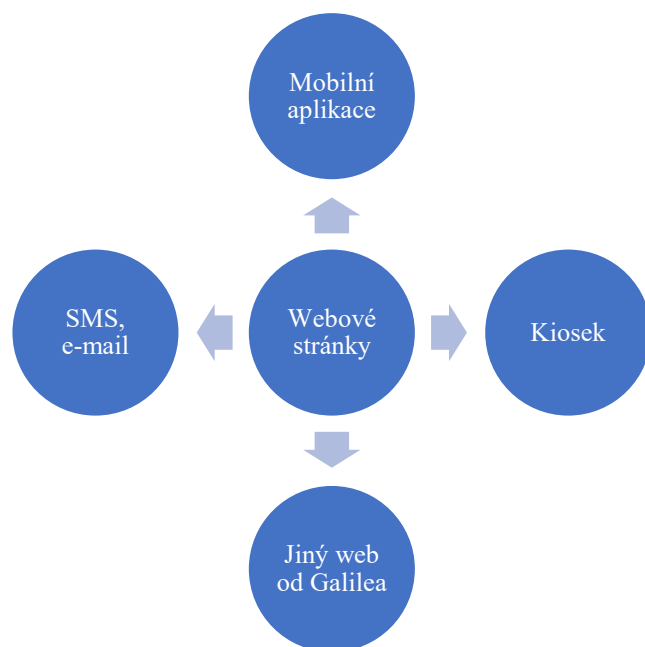 Mobilní
aplikace
SMS,
e-mail
Webové
stránky
Kiosek
Jiný web
od Galilea